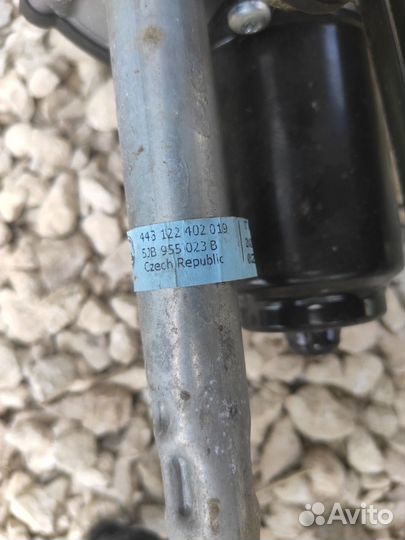 443 122 402 019
5JB 955 023 B
Czech Republic
Avito